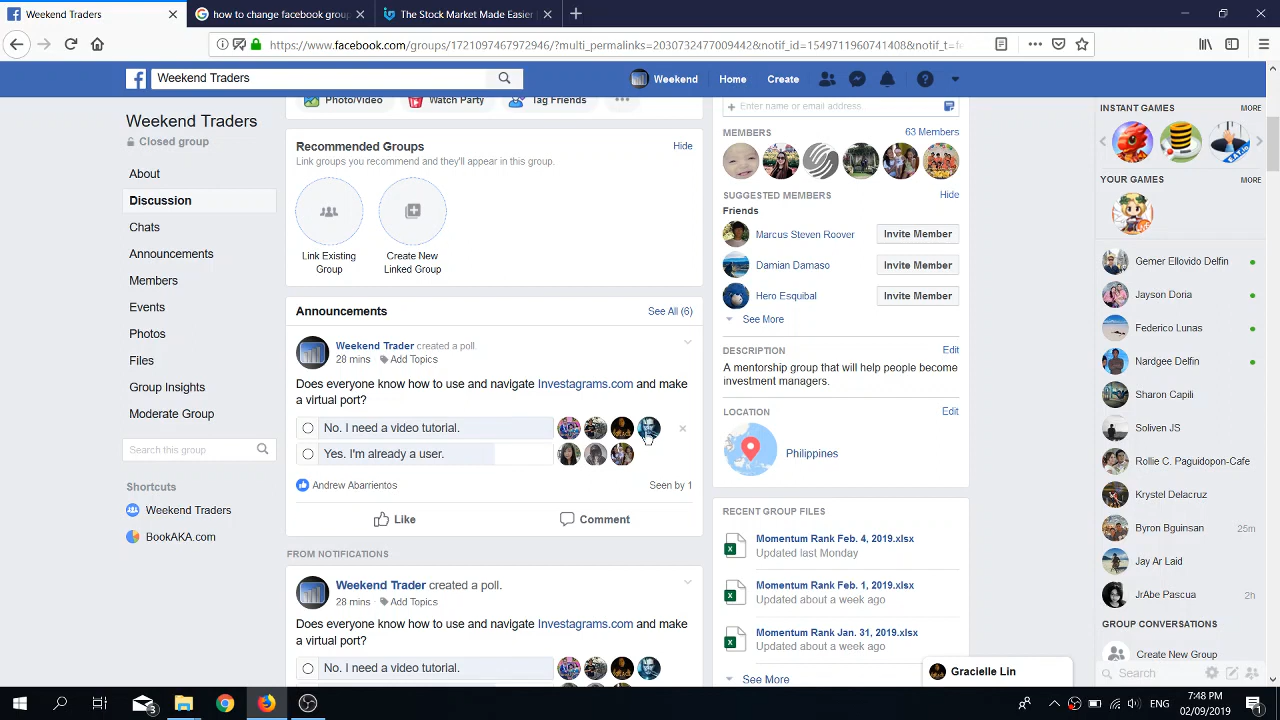 Weekend Traders
how to change facebook group
The Stock Market Made Easier
https://www.facebook.com/groups/1721097467972946/?multi_permalinks=2030732477009442&notif_id=1549711960741408&notif_t=
Weekend Traders
Weekend
Home
Create
Weekend Traders
Closed group
About
Discussion
Chats
Announcements
Members
Events
Photos
Files
Group Insights
Moderate Group
Search this group
Shortcuts
Weekend Traders
BookAKA.com
Photo/Video
Watch Party
Tag Friends
Recommended Groups
Hide
Link groups you recommend and they'll appear in this group.
Link Existing
Group
Create New
Linked Group
Announcements
See All (6)
Weekend Trader created a poll.
28 mins Add Topics
Does everyone know how to use and navigate Investagrams.com and make
a virtual port?
No. I need a video tutorial.
Yes. I'm already a user.
Andrew Abarrientos
Seen by 1
Like
Comment
FROM NOTIFICATIONS
Weekend Trader created a poll.
28 mins Add Topics
Does everyone know how to use and navigate Investagrams.com and make
a virtual port?
No. I need a video tutorial.
Enter name or email address
MEMBERS
63 Members
SUGGESTED MEMBERS
Hide
Friends
Marcus Steven Roover
Invite Member
Damian Damaso
Invite Member
Hero Esquibal
Invite Member
See More
DESCRIPTION
Edit
A mentorship group that will help people become
investment managers.
LOCATION
Edit
Philippines
RECENT GROUP FILES
Momentum Rank Feb. 4, 2019.xlsx
Updated last Monday
Momentum Rank Feb. 1, 2019.xlsx
Updated about a week ago
Momentum Rank Jan. 31, 2019.xlsx
Updated about a week ago
See More
Gracielle Lin
INSTANT GAMES
MORE
YOUR GAMES
MORE
Gemer Ellovido Delfin
Jayson Doria
Federico Lunas
Nardgee Delfin
Sharon Capili
Soliven JS
Rollie C. Paguidopon-Cafe
Krystel Delacruz
Byron Bguinsan
25m
Jay Ar Laid
JrAbe Pascua
2h
GROUP CONVERSATIONS
Create New Group
Search
3
ENG
7:48 PM
02/09/2019
1